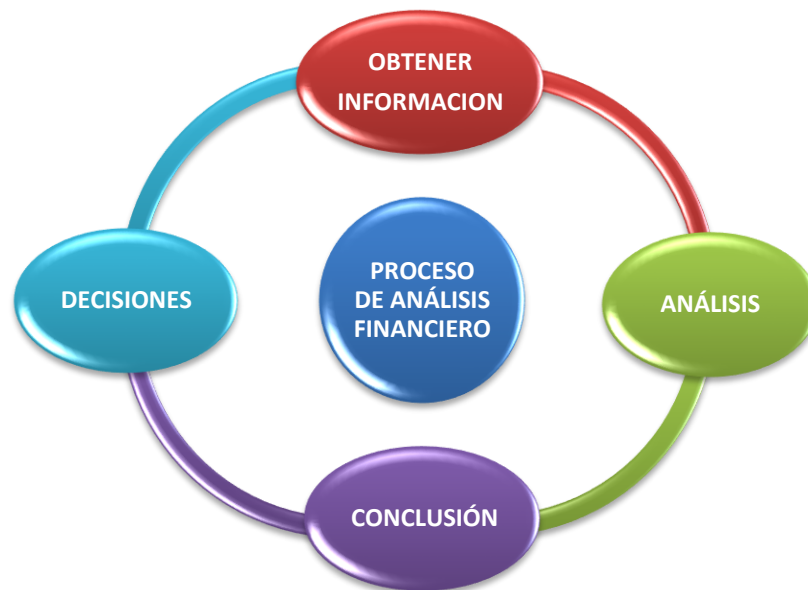 OBTENER
INFORMACION
PROCESO
DE ANÁLISIS
FINANCIERO
DECISIONES
ANÁLISIS
CONCLUSIÓN